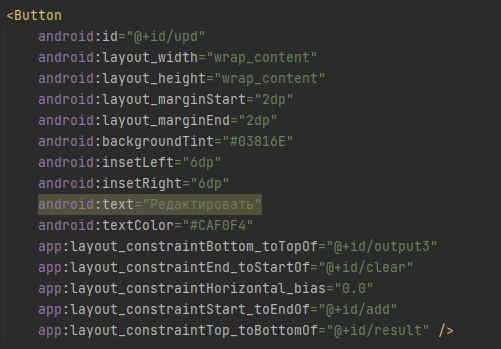 <Button
android:id="@+id/upd"
android:layout_width="wrap_content"
android:layout_height="wrap_content"
android:layout_marginStart="2dp"
android:layout_marginEnd="2dp"
android:backgroundTint="#03816E"
android:insetLeft="6dp"
android:insetRight="6dp"
android:text="Редактировать"
android:textColor="#CAF0F4"
app:layout_constraintBottom_toTopOf="@+id/output3"
app:layout_constraintEnd_toStartOf="@+id/clear"
app:layout_constraintHorizontal_bias="0.0"
app:layout_constraintStart_toEndOf="@+id/add"
app:layout_constraintTop_toBottomOf="@+id/result" />